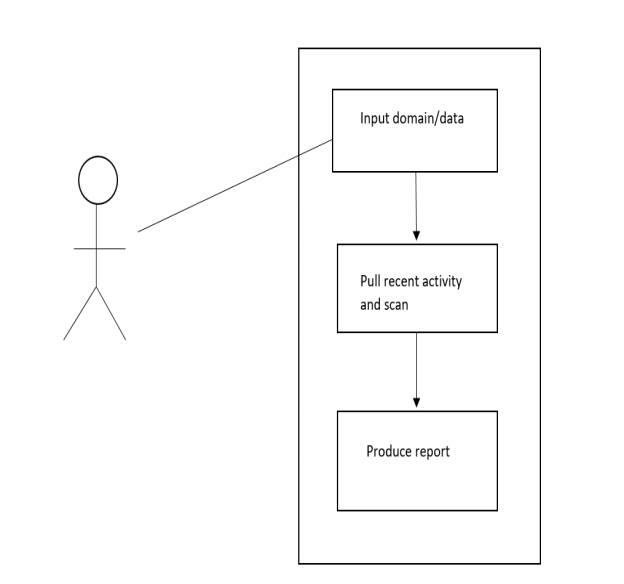 Input domain/data
Pull recent activity
and scan
Produce report